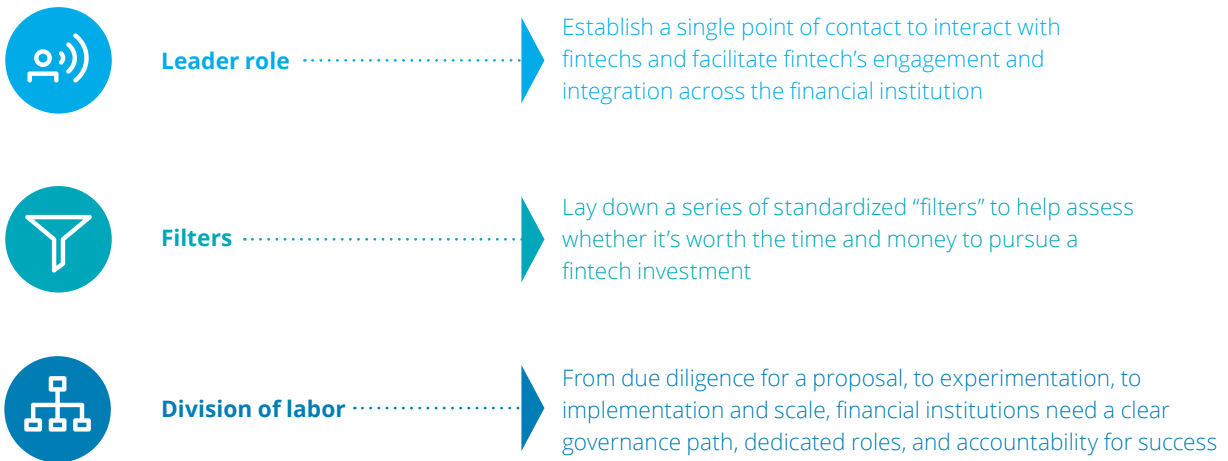 Leader role
Establish a single point of contact to interact with
fintechs and facilitate fintech’s engagement and
integration across the financial institution
Filters
Lay down a series of standardized “filters” to help assess
whether it’s worth the time and money to pursue a
fintech investment
Division of labor
From due diligence for a proposal, to experimentation, to
implementation and scale, financial institutions need a clear
governance path, dedicated roles, and accountability for success